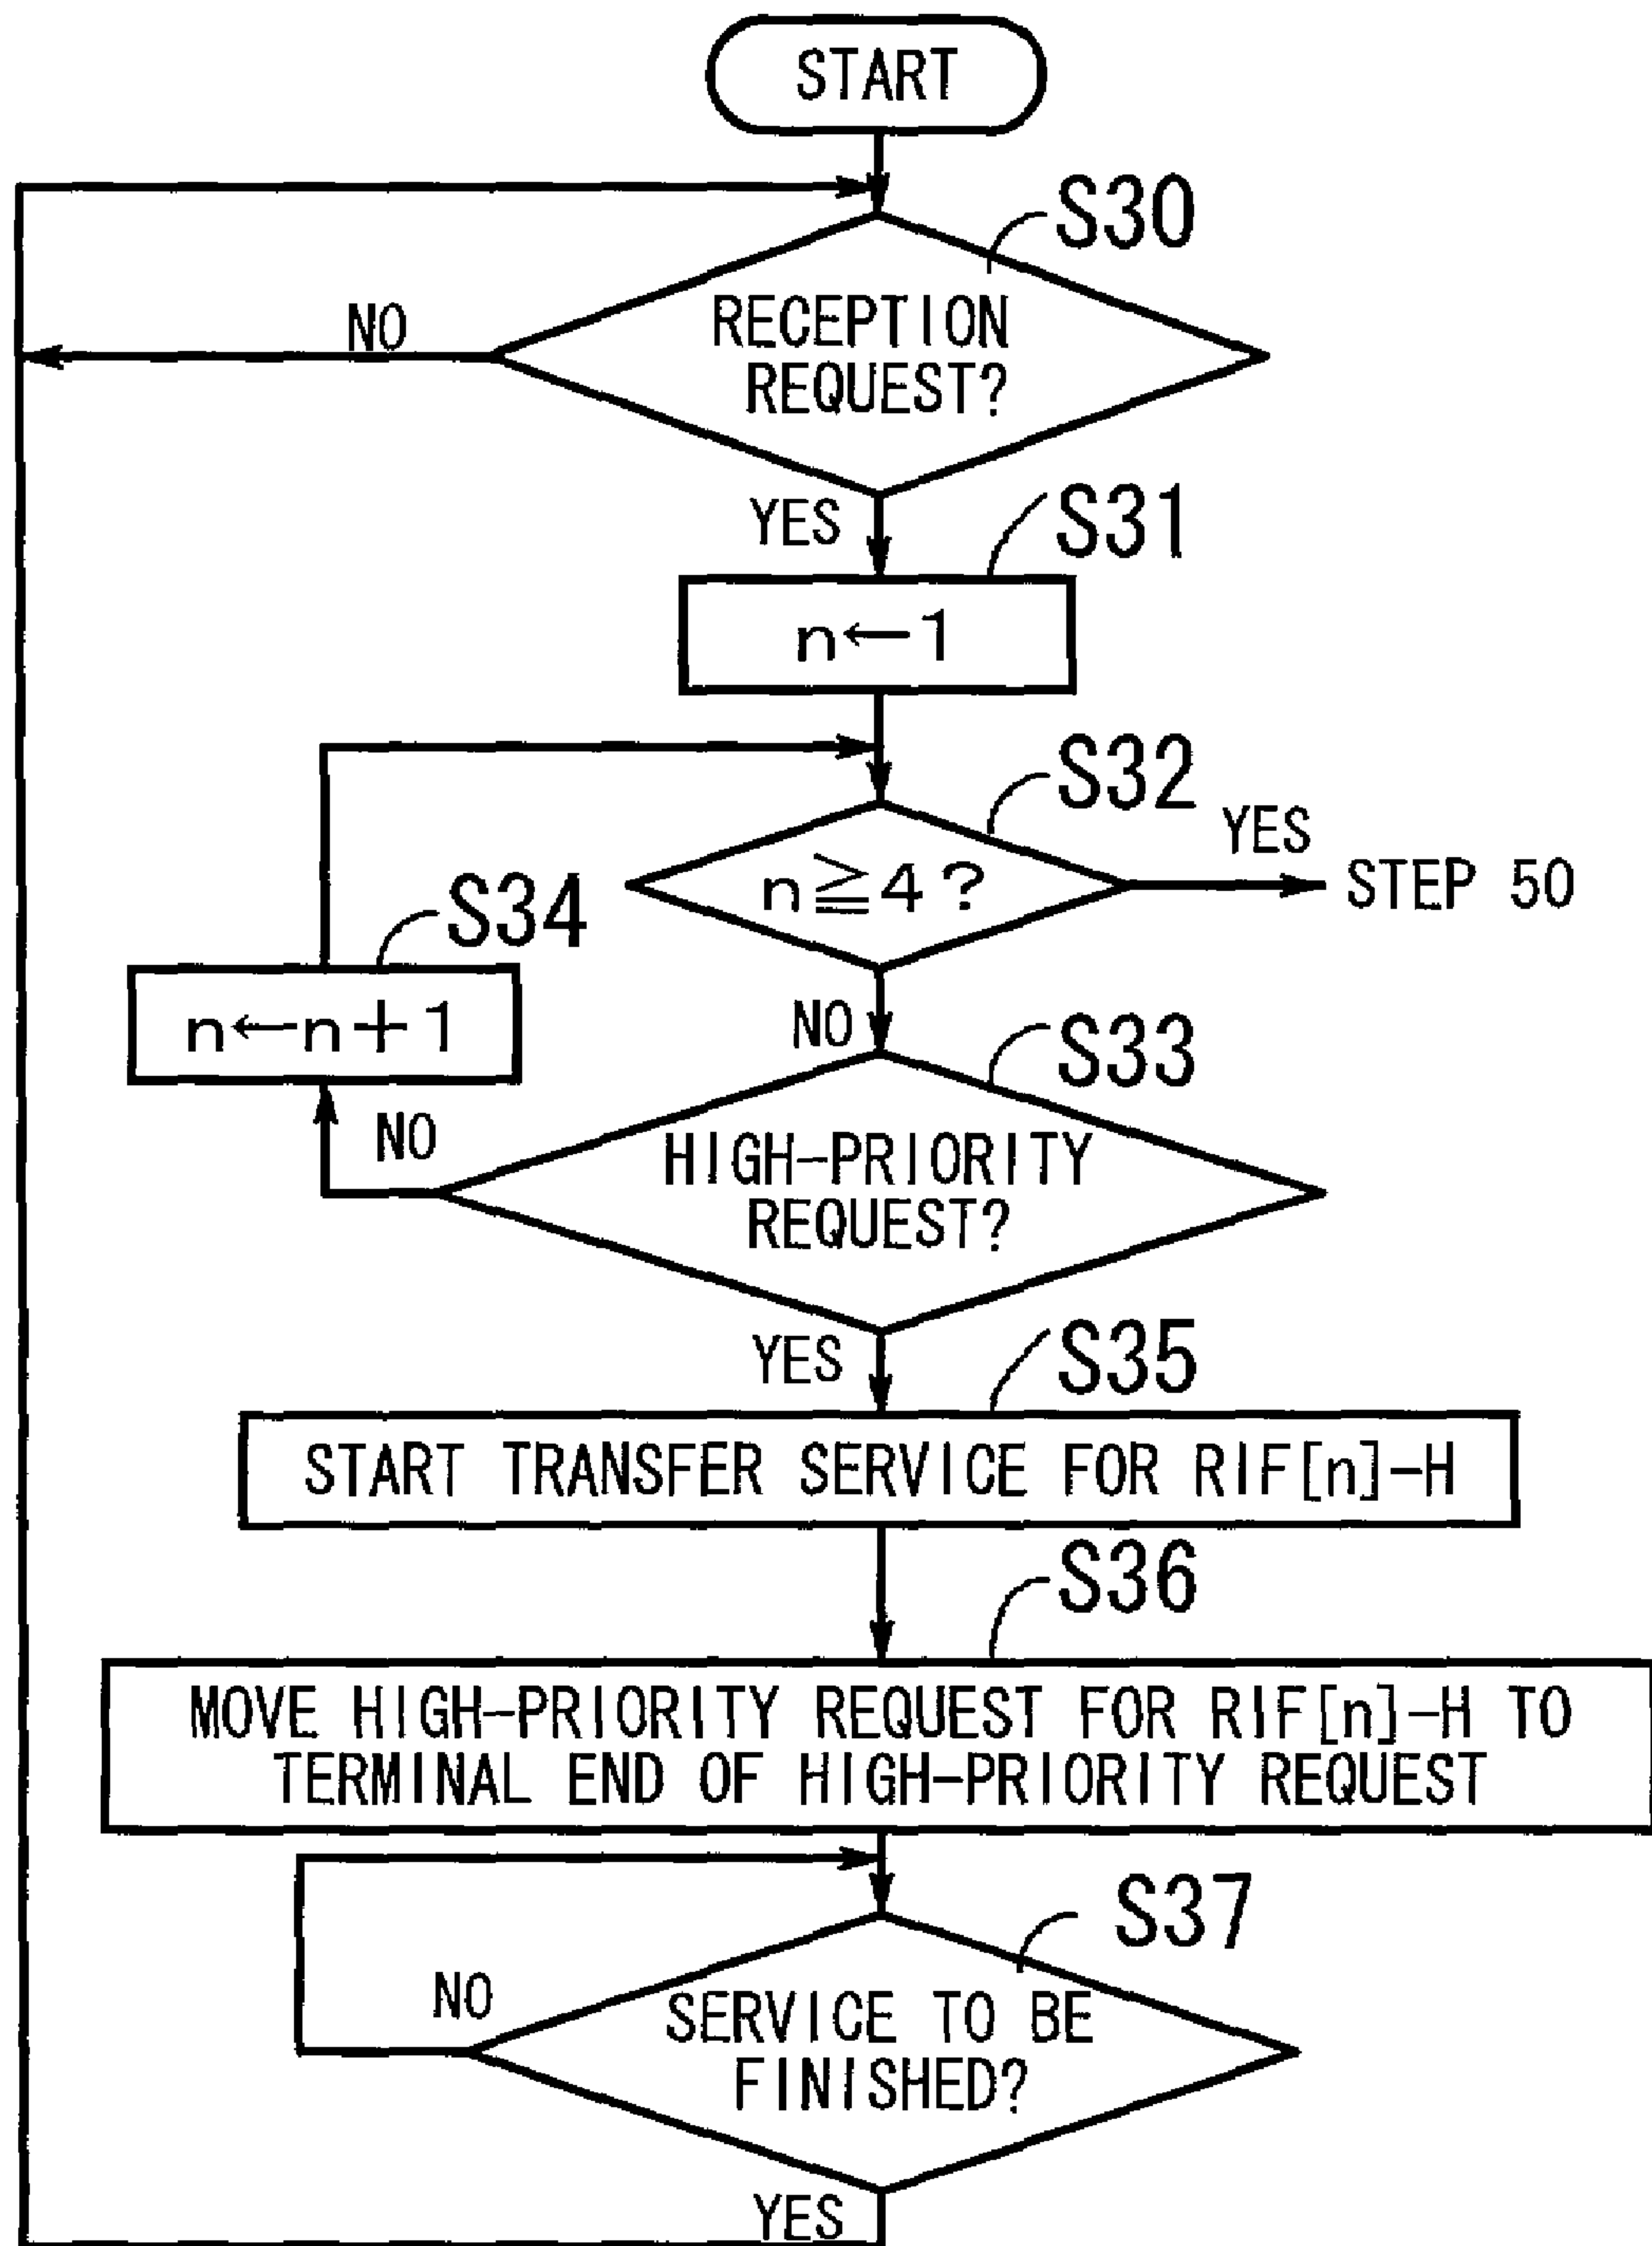 START
S30
NO
RECEPTION
REQUEST?
YES
S31
n←1
S32
YES
n≧4?
STEP 50
S34
n←n+1
NO
S33
NO
HIGH-PRIORITY
REQUEST?
YES
S35
START TRANSFER SERVICE FOR RIF[n]-H
S36
MOVE HIGH-PRIORITY REQUEST FOR RIF[n]-H TO
TERMINAL END OF HIGH-PRIORITY REQUEST
S37
NO
SERVICE TO BE
FINISHED?
YES